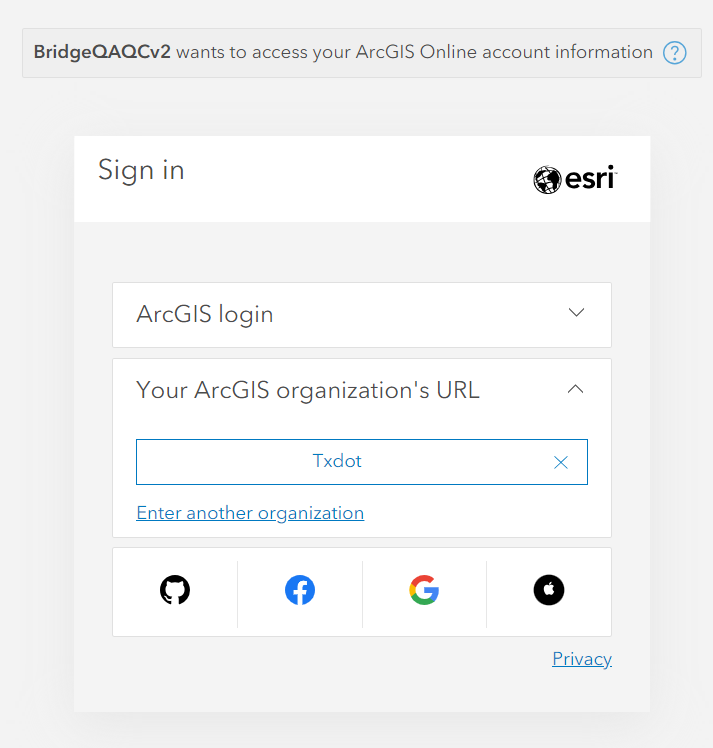 BridgeQAQCv2 wants to access your ArcGIS Online account information ?
Sign in
esri
ArcGIS login
Your ArcGIS organization's URL
Txdot
Enter another organization
Privacy